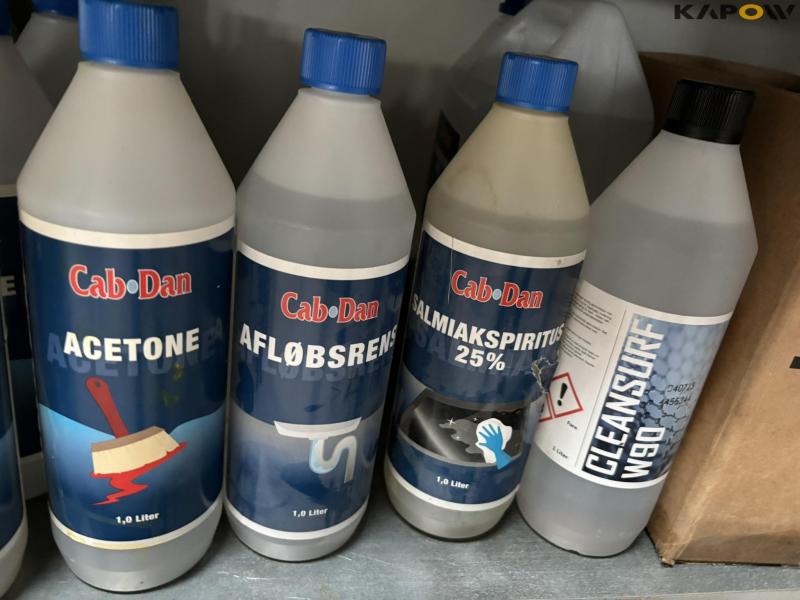 KAPOW
Cab•Dan
ACETONE
1,0 Liter
Cab•Dan
AFLØBSRENS
1,0 Liter
Cab•Dan
SALMIAKSPIRITUS
25%
1,0 Liter
CLEANSURF
W90
Fare